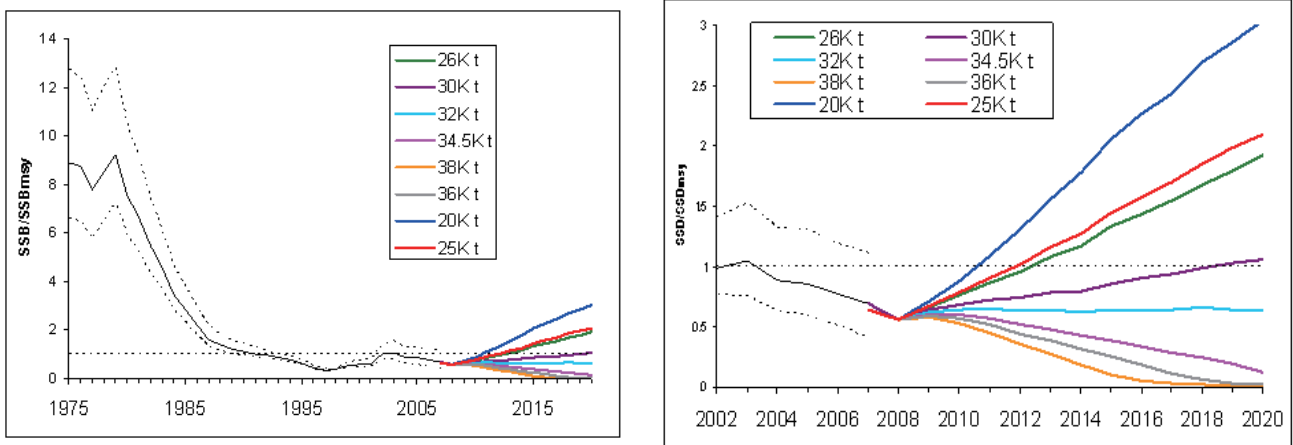 14
12
10
8
6
4
2
0
SSB/SSBmsy
1975 1985 1995 2005 2015
26K t
30K t
32K t
34.5K t
38K t
36K t
20K t
25K t
3
2.5
2
15
1
0.5
0
SSD/SSDmsy
2002 2004 2006 2008 2010 2012 2014 2016 2018 2020
26K t 30K t
32K t 34.5K t
38K t 36K t
20K t 25K t